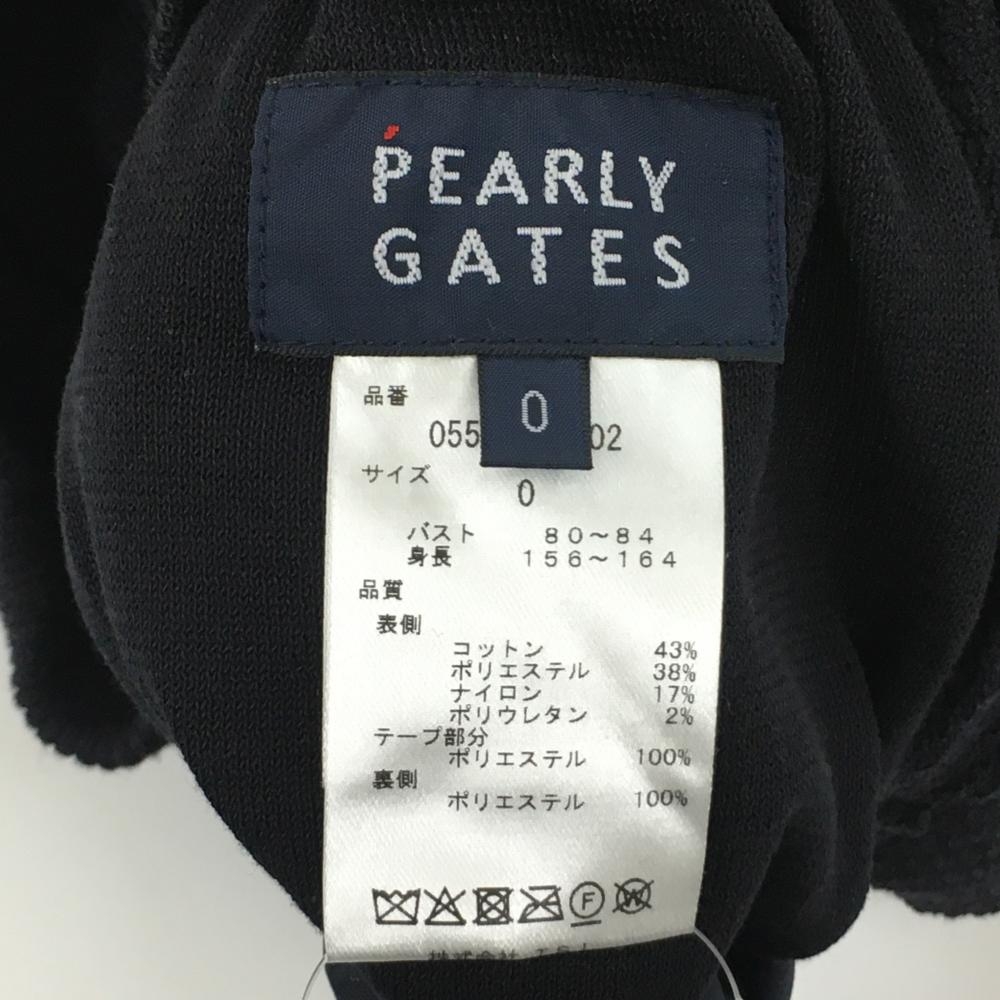 PEARLY
GATES
0
品番
055 02
サイズ
0
バスト 80～84
身長 156～164
品質
表側
コットン 43%
ポリエステル 38%
ナイロン 17%
ポリウレタン 2%
テープ部分
ポリエステル 100%
裏側
ポリエステル 100%
F
W